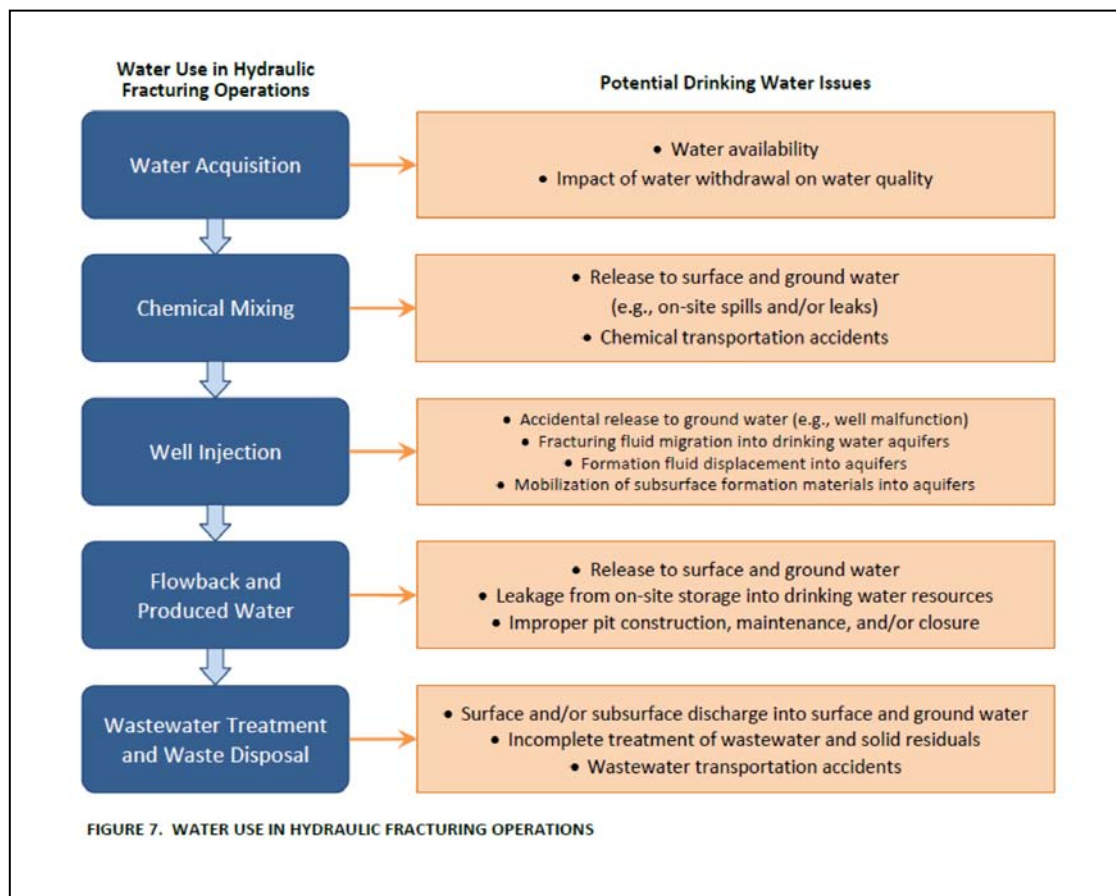 Water Use in Hydraulic
Fracturing Operations
Potential Drinking Water Issues
Water Acquisition
• Water availability
• Impact of water withdrawal on water quality
Chemical Mixing
• Release to surface and ground water
(e.g., on-site spills and/or leaks)
• Chemical transportation accidents
Well Injection
• Accidental release to ground water (e.g., well malfunction)
• Fracturing fluid migration into drinking water aquifers
• Formation fluid displacement into aquifers
• Mobilization of subsurface formation materials into aquifers
Flowback and
Produced Water
• Release to surface and ground water
• Leakage from on-site storage into drinking water resources
• Improper pit construction, maintenance, and/or closure
Wastewater Treatment
and Waste Disposal
• Surface and/or subsurface discharge into surface and ground water
• Incomplete treatment of wastewater and solid residuals
• Wastewater transportation accidents
FIGURE 7. WATER USE IN HYDRAULIC FRACTURING OPERATIONS